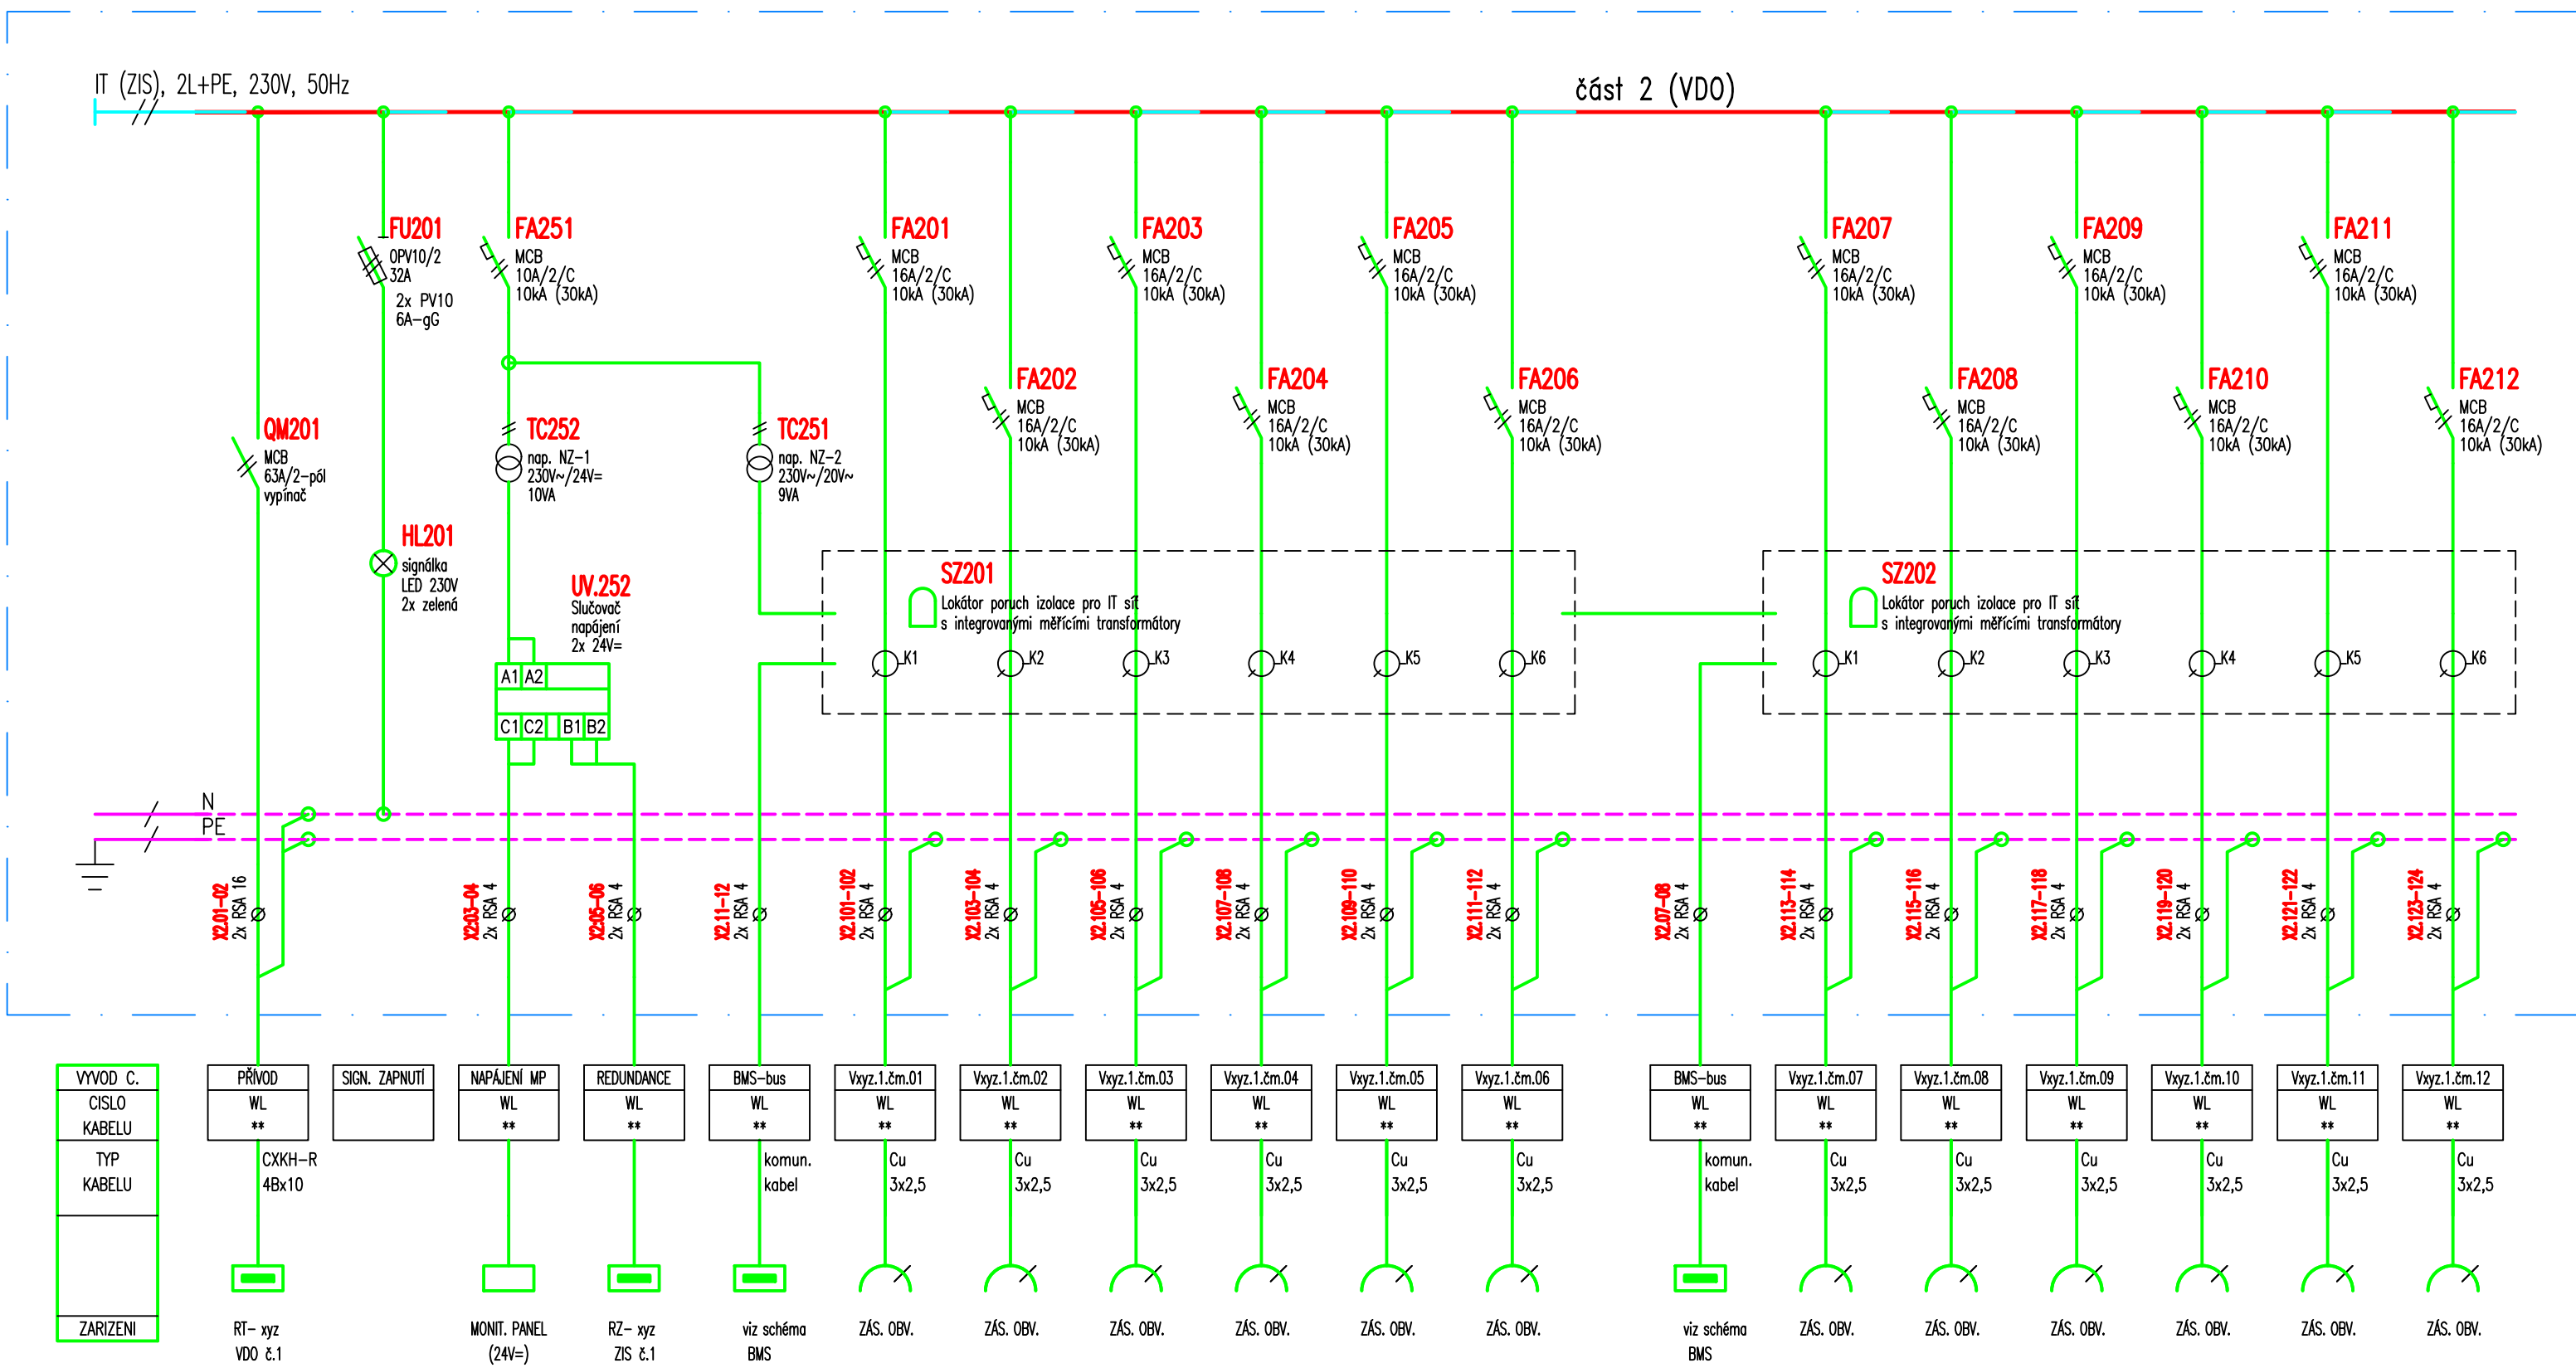 IT (ZIS), 2L+PE, 230V, 50Hz
část 2 (VDO)
FU201
OPV10/2
32A
2x PV10
6A-gG
FA251
MCB
10A/2/C
10kA (30kA)
FA201
MCB
16A/2/C
10kA (30kA)
FA203
MCB
16A/2/C
10kA (30kA)
FA205
MCB
16A/2/C
10kA (30kA)
FA207
MCB
16A/2/C
10kA (30kA)
FA209
MCB
16A/2/C
10kA (30kA)
FA211
MCB
16A/2/C
10kA (30kA)
FA202
MCB
16A/2/C
10kA (30kA)
FA204
MCB
16A/2/C
10kA (30kA)
FA206
MCB
16A/2/C
10kA (30kA)
FA208
MCB
16A/2/C
10kA (30kA)
FA210
MCB
16A/2/C
10kA (30kA)
FA212
MCB
16A/2/C
10kA (30kA)
QM201
MCB
63A/2-pól
vypínač
TC252
nap. NZ-1
230V~/24V=
10VA
TC251
nap. NZ-2
230V~/20V~
9VA
HL201
signálka
LED 230V
2x zelená
UV.252
Slučovač
napájení
2x 24V=
A1 A2
C1 C2 B1 B2
SZ201
Lokátor poruch izolace pro IT síť
s integrovanými měřícími transformátory
K1 K2 K3 K4 K5 K6
SZ202
Lokátor poruch izolace pro IT síť
s integrovanými měřícími transformátory
K1 K2 K3 K4 K5 K6
N
PE
X2.01-02
2x RSA 16
X2.03-04
2x RSA 4
X2.05-06
2x RSA 4
X2.11-12
2x RSA 4
X2.101-102
2x RSA 4
X2.103-104
2x RSA 4
X2.105-106
2x RSA 4
X2.107-108
2x RSA 4
X2.109-110
2x RSA 4
X2.111-112
2x RSA 4
X2.07-08
2x RSA 4
X2.113-114
2x RSA 4
X2.115-116
2x RSA 4
X2.117-118
2x RSA 4
X2.119-120
2x RSA 4
X2.121-122
2x RSA 4
X2.123-124
2x RSA 4
VYVOD C. PŘÍVOD SIGN. ZAPNUTÍ NAPÁJENÍ MP REDUNDANCE BMS-bus Vxyz.1.čm.01 Vxyz.1.čm.02 Vxyz.1.čm.03 Vxyz.1.čm.04 Vxyz.1.čm.05 Vxyz.1.čm.06 BMS-bus Vxyz.1.čm.07 Vxyz.1.čm.08 Vxyz.1.čm.09 Vxyz.1.čm.10 Vxyz.1.čm.11 Vxyz.1.čm.12
CISLO WL WL WL WL WL WL WL WL WL WL WL WL WL WL WL WL WL
KABELU ** ** ** ** ** ** ** ** ** ** ** ** ** ** ** ** **
TYP CXKH-R komun. Cu Cu Cu Cu Cu Cu komun. Cu Cu Cu Cu Cu Cu
KABELU 4Bx10 kabel 3x2,5 3x2,5 3x2,5 3x2,5 3x2,5 3x2,5 kabel 3x2,5 3x2,5 3x2,5 3x2,5 3x2,5 3x2,5
ZARIZENI RT- xyz MONIT. PANEL RZ- xyz viz schéma ZÁS. OBV. ZÁS. OBV. ZÁS. OBV. ZÁS. OBV. ZÁS. OBV. ZÁS. OBV. viz schéma ZÁS. OBV. ZÁS. OBV. ZÁS. OBV. ZÁS. OBV. ZÁS. OBV. ZÁS. OBV.
VDO č.1 (24V=) ZIS č.1 BMS BMS